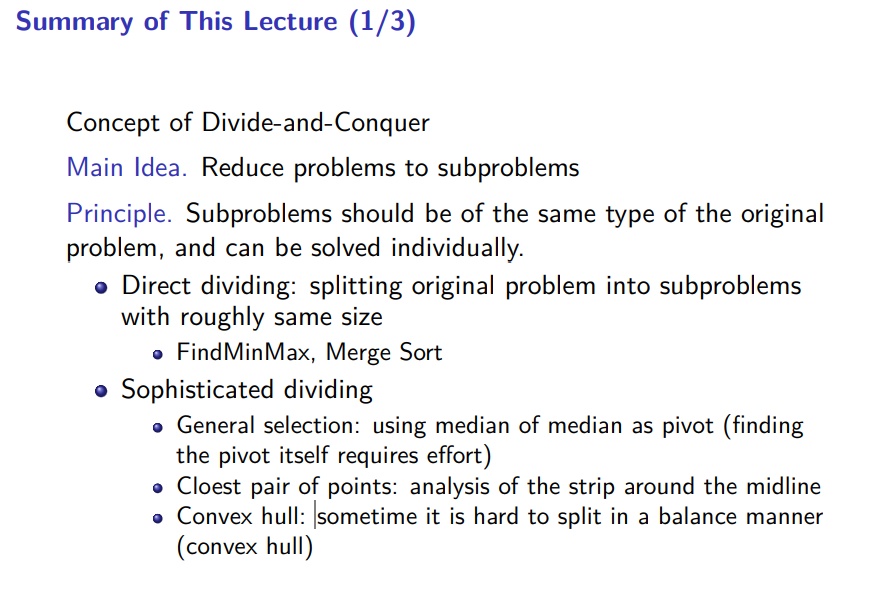 Summary of This Lecture (1/3)
Concept of Divide-and-Conquer
Main Idea. Reduce problems to subproblems
Principle. Subproblems should be of the same type of the original
problem, and can be solved individually.
Direct dividing: splitting original problem into subproblems
with roughly same size
FindMinMax, Merge Sort
Sophisticated dividing
General selection: using median of median as pivot (finding
the pivot itself requires effort)
Cloest pair of points: analysis of the strip around the midline
Convex hull: sometime it is hard to split in a balance manner
(convex hull)